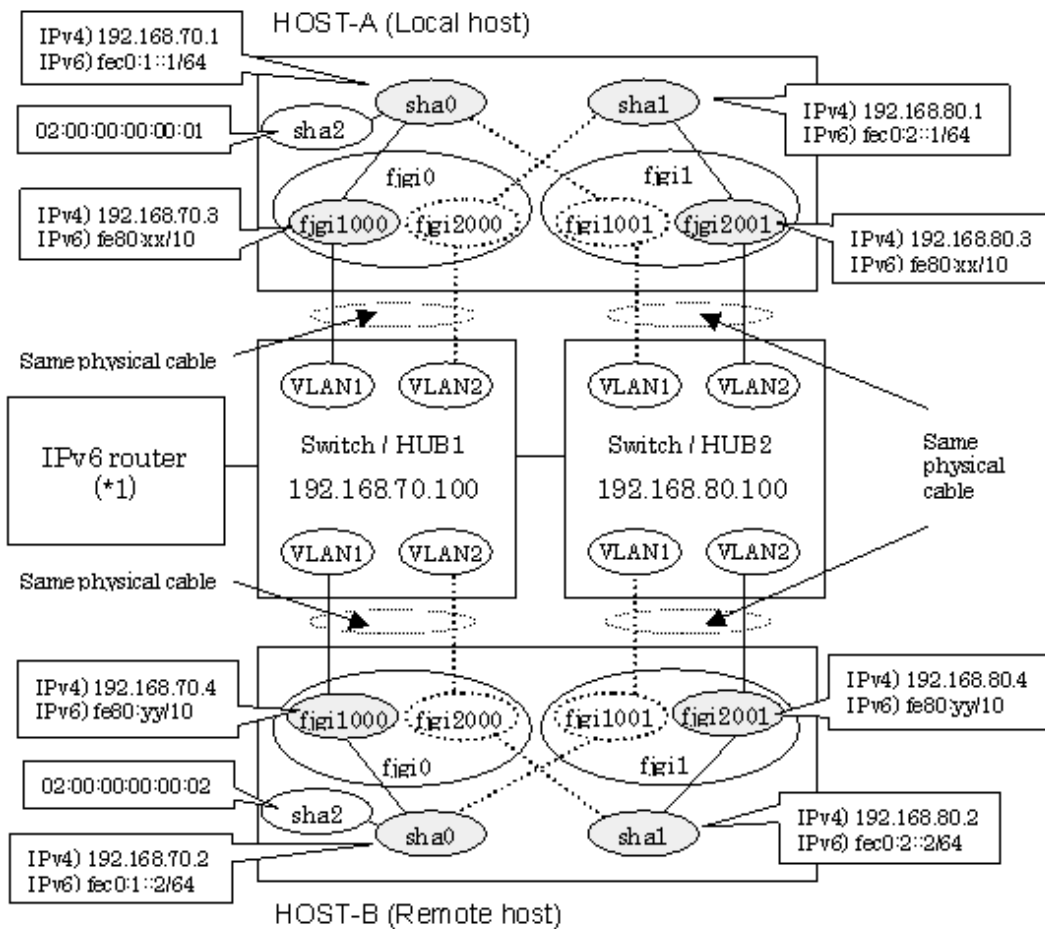 HOST-A (Local host)
IPv4) 192.168.70.1
IPv6) fec0:1::1/64
sha0
sha1
IPv4) 192.168.80.1
IPv6) fec0:2::1/64
02:00:00:00:00:01
sha2
fjgi0
fjgi1
IPv4) 192.168.70.3
IPv6) fe80:xx/10
fjgi1000
fjgi2000
fjgi1001
fjgi2001
IPv4) 192.168.80.3
IPv6) fe80:xx/10
Same physical cable
VLAN1
VLAN2
VLAN1
VLAN2
IPv6 router
(*1)
Switch / HUB1
192.168.70.100
Switch / HUB2
192.168.80.100
Same
physical
cable
VLAN1
VLAN2
VLAN1
VLAN2
Same physical cable
IPv4) 192.168.70.4
IPv6) fe80:yy/10
fjgi1000
fjgi2000
fjgi1001
fjgi2001
IPv4) 192.168.80.4
IPv6) fe80:yy/10
fjgi0
fjgi1
02:00:00:00:00:02
sha2
sha0
sha1
IPv4) 192.168.80.2
IPv6) fec0:2::2/64
IPv4) 192.168.70.2
IPv6) fec0:1::2/64
HOST-B (Remote host)